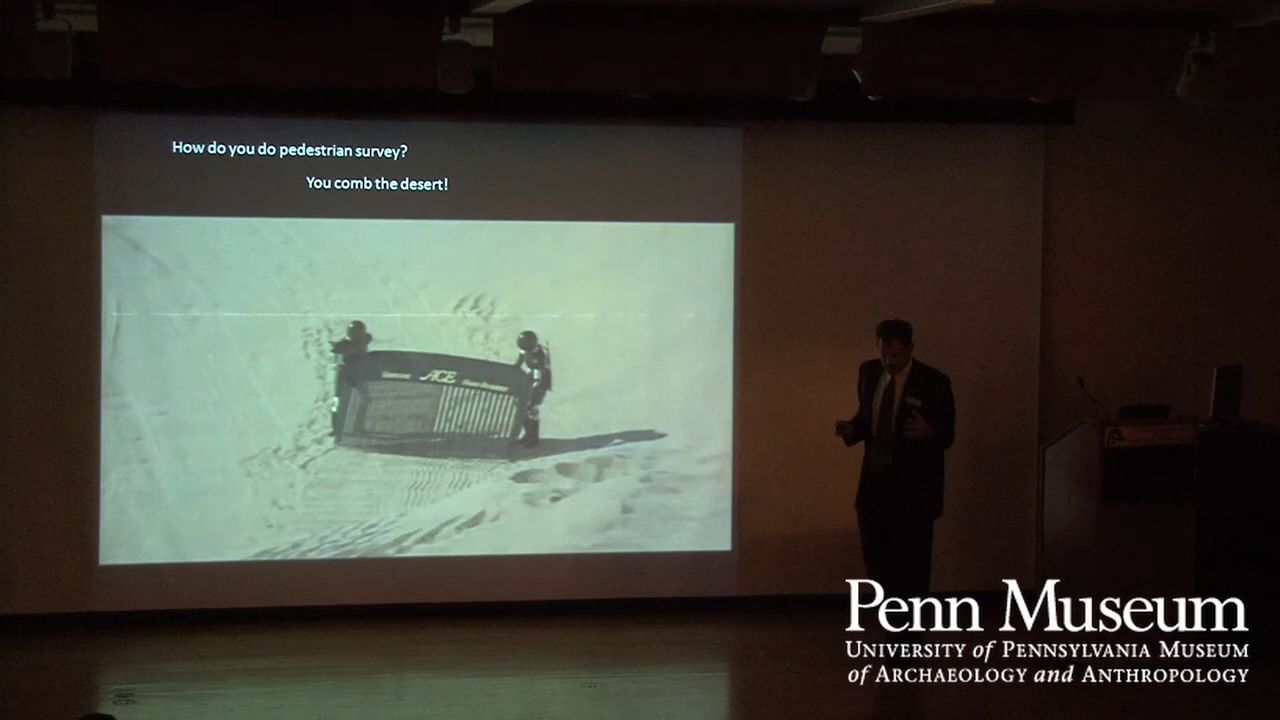 How do you do pedestrian survey?
You comb the desert!
ACE
Penn Museum
UNIVERSITY of PENNSYLVANIA MUSEUM
of ARCHAEOLOGY and ANTHROPOLOGY